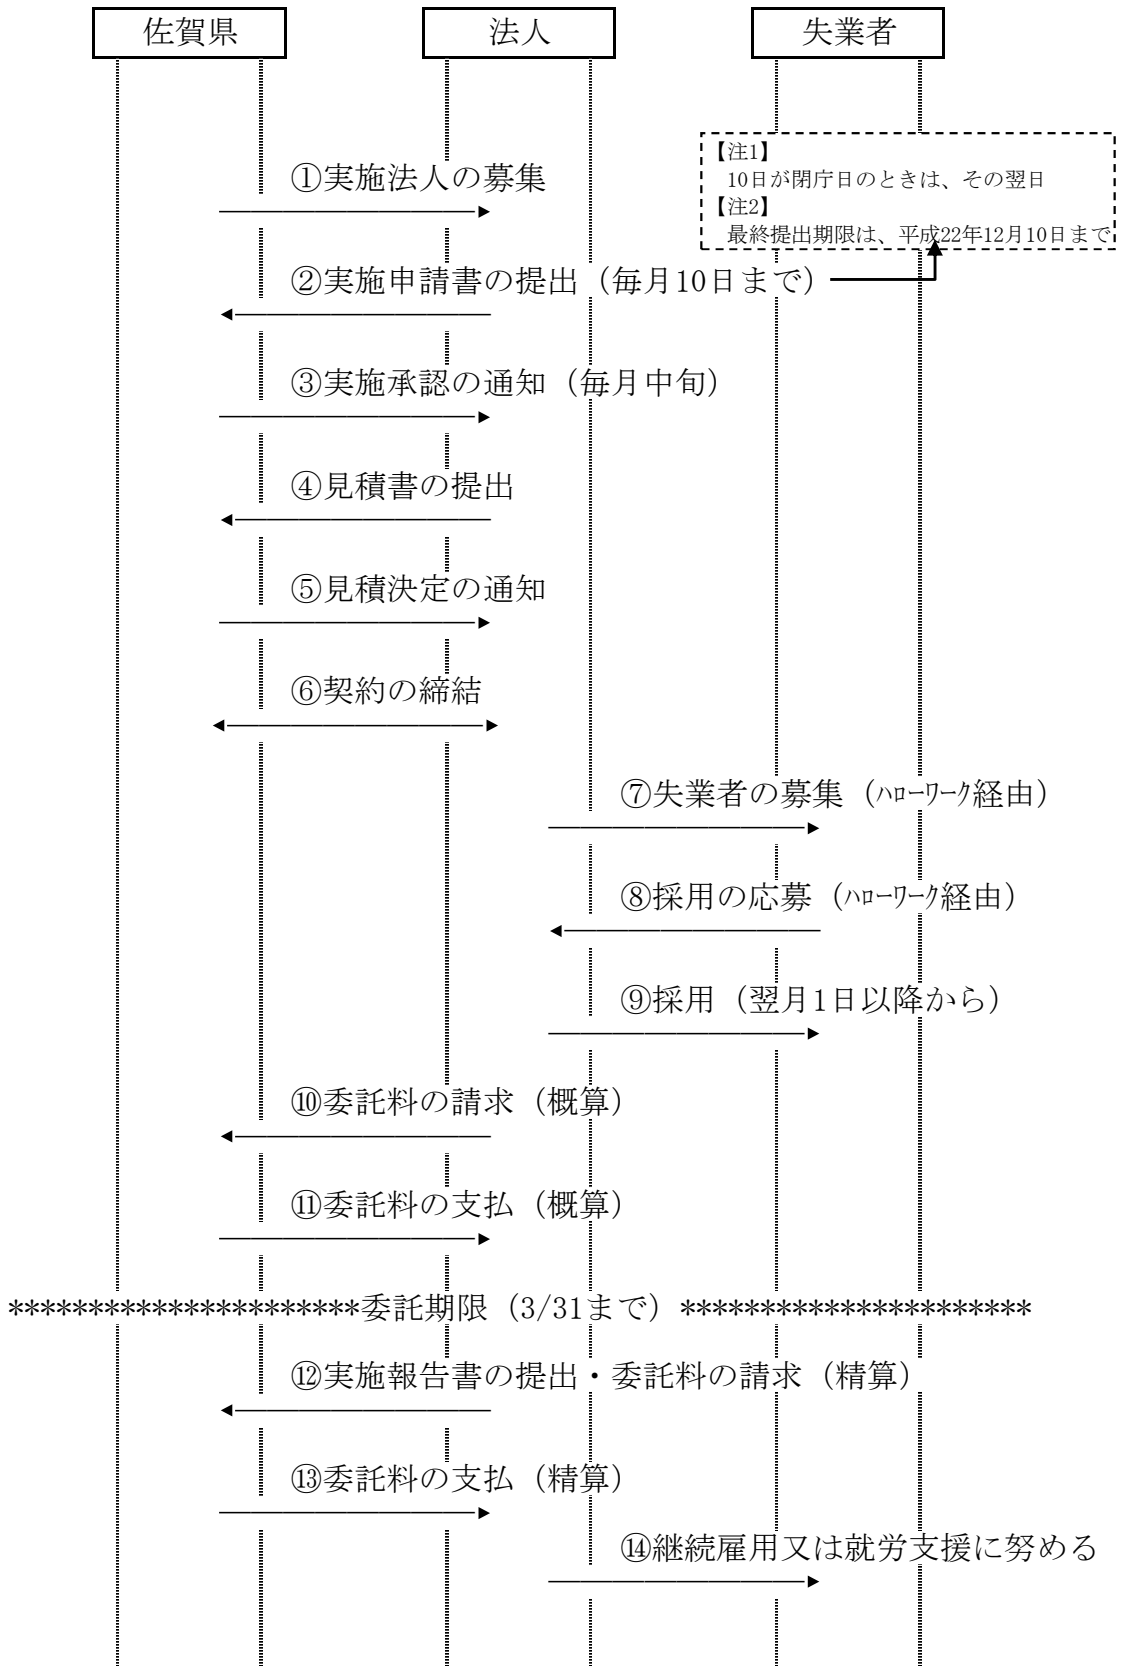 佐賀県
法人
失業者
【注1】
10日が閉庁日のときは、その翌日
【注2】
最終提出期限は、平成22年12月10日まで
①実施法人の募集
②実施申請書の提出（毎月10日まで）
③実施承認の通知（毎月中旬）
④見積書の提出
⑤見積決定の通知
⑥契約の締結
⑦失業者の募集（ﾊﾛｰﾜｰｸ経由）
⑧採用の応募（ﾊﾛｰﾜｰｸ経由）
⑨採用（翌月1日以降から）
⑩委託料の請求（概算）
⑪委託料の支払（概算）
**********************委託期限（3/31まで）**********************
⑫実施報告書の提出・委託料の請求（精算）
⑬委託料の支払（精算）
⑭継続雇用又は就労支援に努める